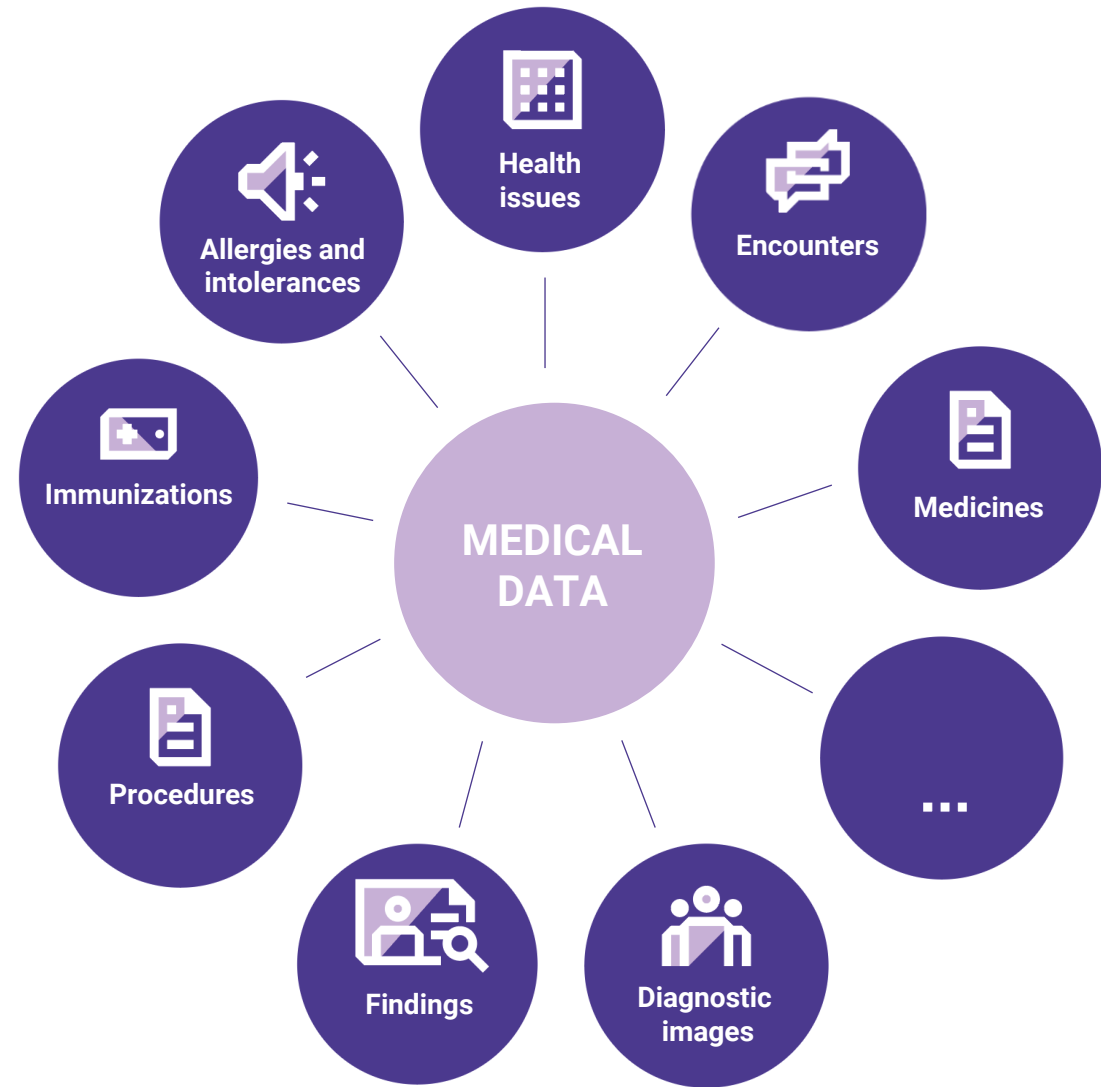 Health
issues
Encounters
Medicines
...
Diagnostic
images
Findings
Procedures
Immunizations
Allergies and
intolerances
MEDICAL
DATA